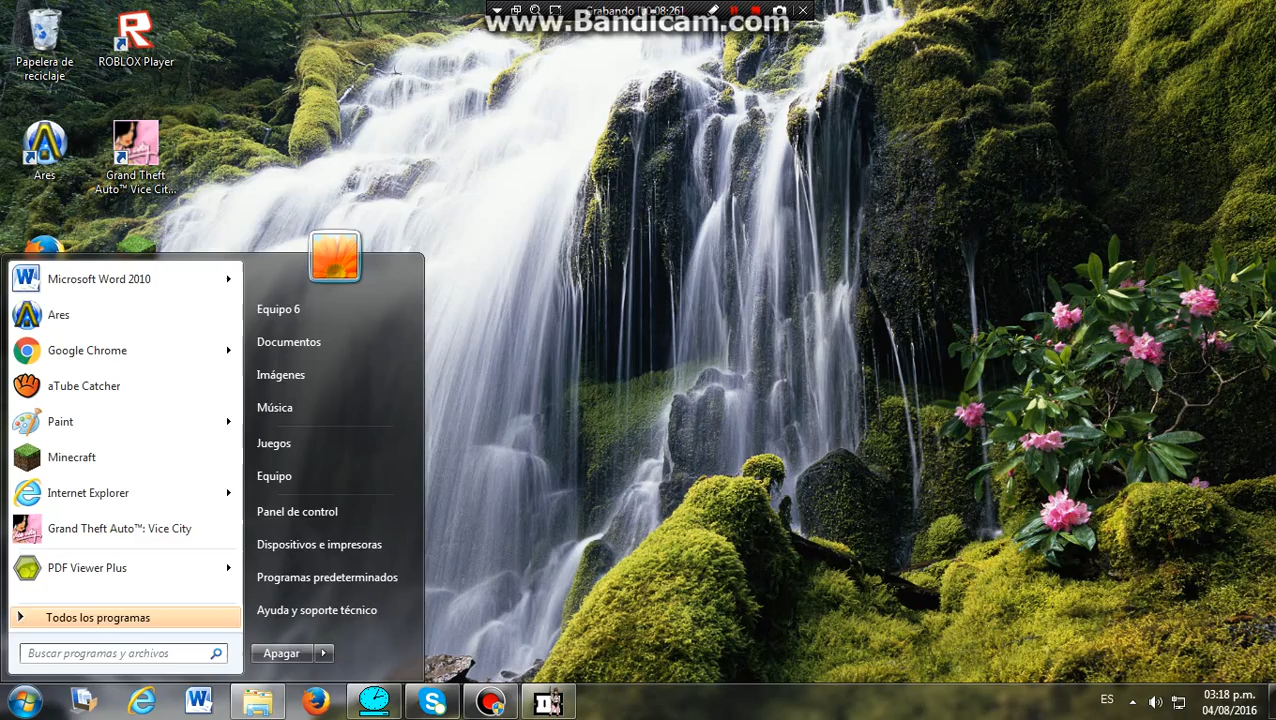 Grabando [00:08:26]
www.Bandicam.com
Papelera de
reciclaje
ROBLOX Player
Ares
Grand Theft
Auto™ Vice Cit...
Microsoft Word 2010
Ares
Google Chrome
aTube Catcher
Paint
Minecraft
Internet Explorer
Grand Theft Auto™: Vice City
PDF Viewer Plus
Todos los programas
Buscar programas y archivos
Equipo 6
Documentos
Imágenes
Música
Juegos
Equipo
Panel de control
Dispositivos e impresoras
Programas predeterminados
Ayuda y soporte técnico
Apagar
ES
03:18 p.m.
04/08/2016